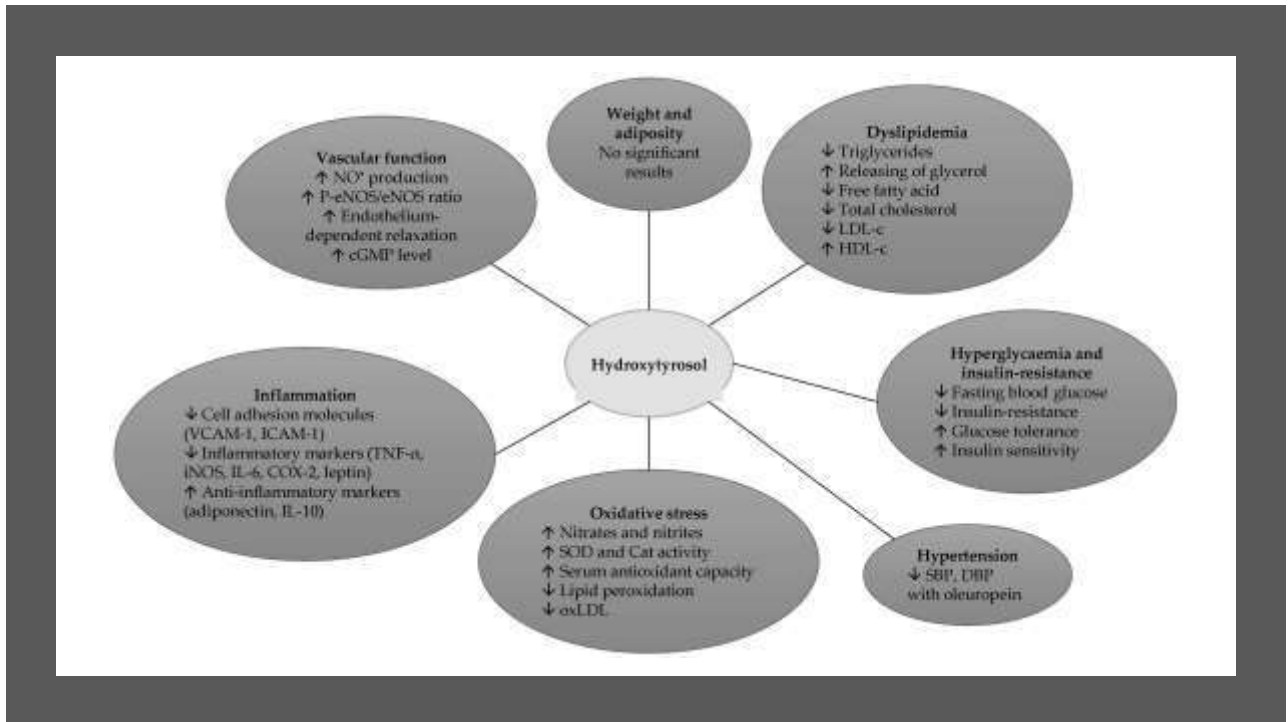 Weight and
adiposity
No significant
results
Dyslipidemia
↓ Triglycerides
↑ Releasing of glycerol
↓ Free fatty acid
↓ Total cholesterol
↓ LDL-c
↑ HDL-c
Vascular function
↑ NO° production
↑ P-eNOS/eNOS ratio
↑ Endothelium-
dependent relaxation
↑ cGMP level
Hydroxytyrosol
Hyperglycaemia and
insulin-resistance
↓ Fasting blood glucose
↓ Insulin-resistance
↑ Glucose tolerance
↑ Insulin sensitivity
Inflammation
↓ Cell adhesion molecules
(VCAM-1, ICAM-1)
↓ Inflammatory markers (TNF-α,
iNOS, IL-6, COX-2, leptin)
↑ Anti-inflammatory markers
(adiponectin, IL-10)
Oxidative stress
↑ Nitrates and nitrites
↑ SOD and Cat activity
↑ Serum antioxidant capacity
↓ Lipid peroxidation
↓ oxLDL
Hypertension
↓ SBP, DBP
with oleuropein